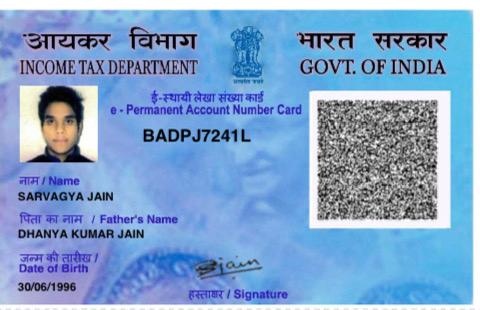 आयकर विभाग
INCOME TAX DEPARTMENT
सत्यमेव जयते
भारत सरकार
GOVT. OF INDIA
ई-स्थायी लेखा संख्या कार्ड
e - Permanent Account Number Card
BADPJ7241L
नाम / Name
SARVAGYA JAIN
पिता का नाम / Father's Name
DHANYA KUMAR JAIN
जन्म की तारीख /
Date of Birth
30/06/1996
Sjain
हस्ताक्षर / Signature